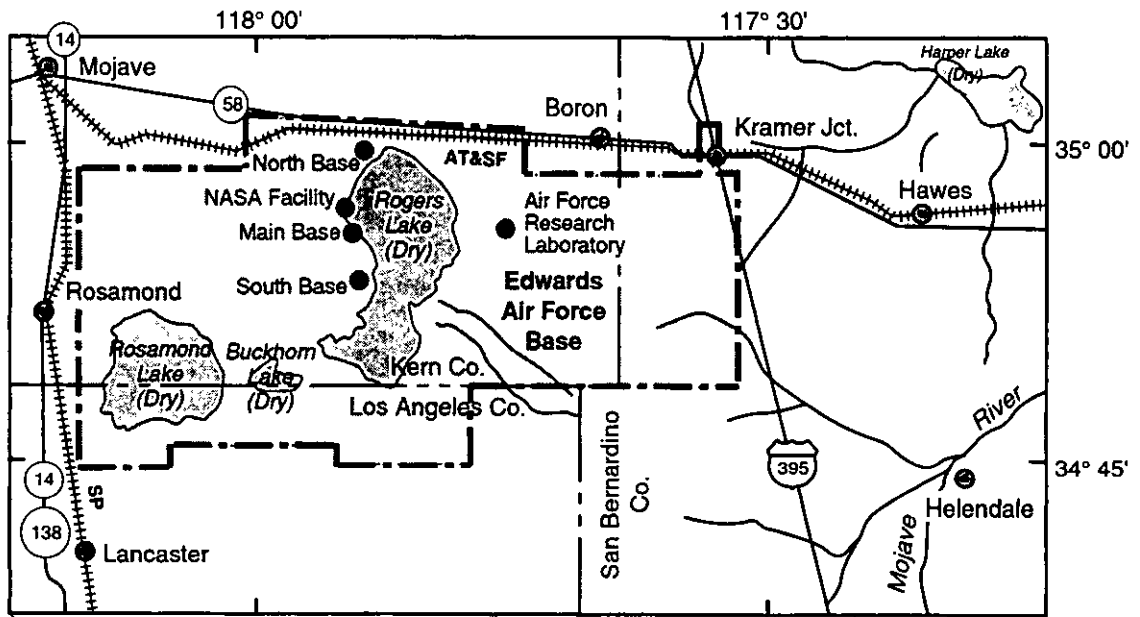 118° 00'
117° 30'
14
Mojave
Harper Lake
(Dry)
58
Boron
Kramer Jct.
35° 00'
North Base
AT&SF
NASA Facility
Rogers
Lake
(Dry)
Air Force
Research
Laboratory
Hawes
Main Base
South Base
Edwards
Air Force
Base
Rosamond
Rosamond
Lake
(Dry)
Buckhorn
Lake
(Dry)
Kern Co.
Los Angeles Co.
San Bernardino
Co.
River
395
34° 45'
14
SP
138
Helendale
Mojave
Lancaster